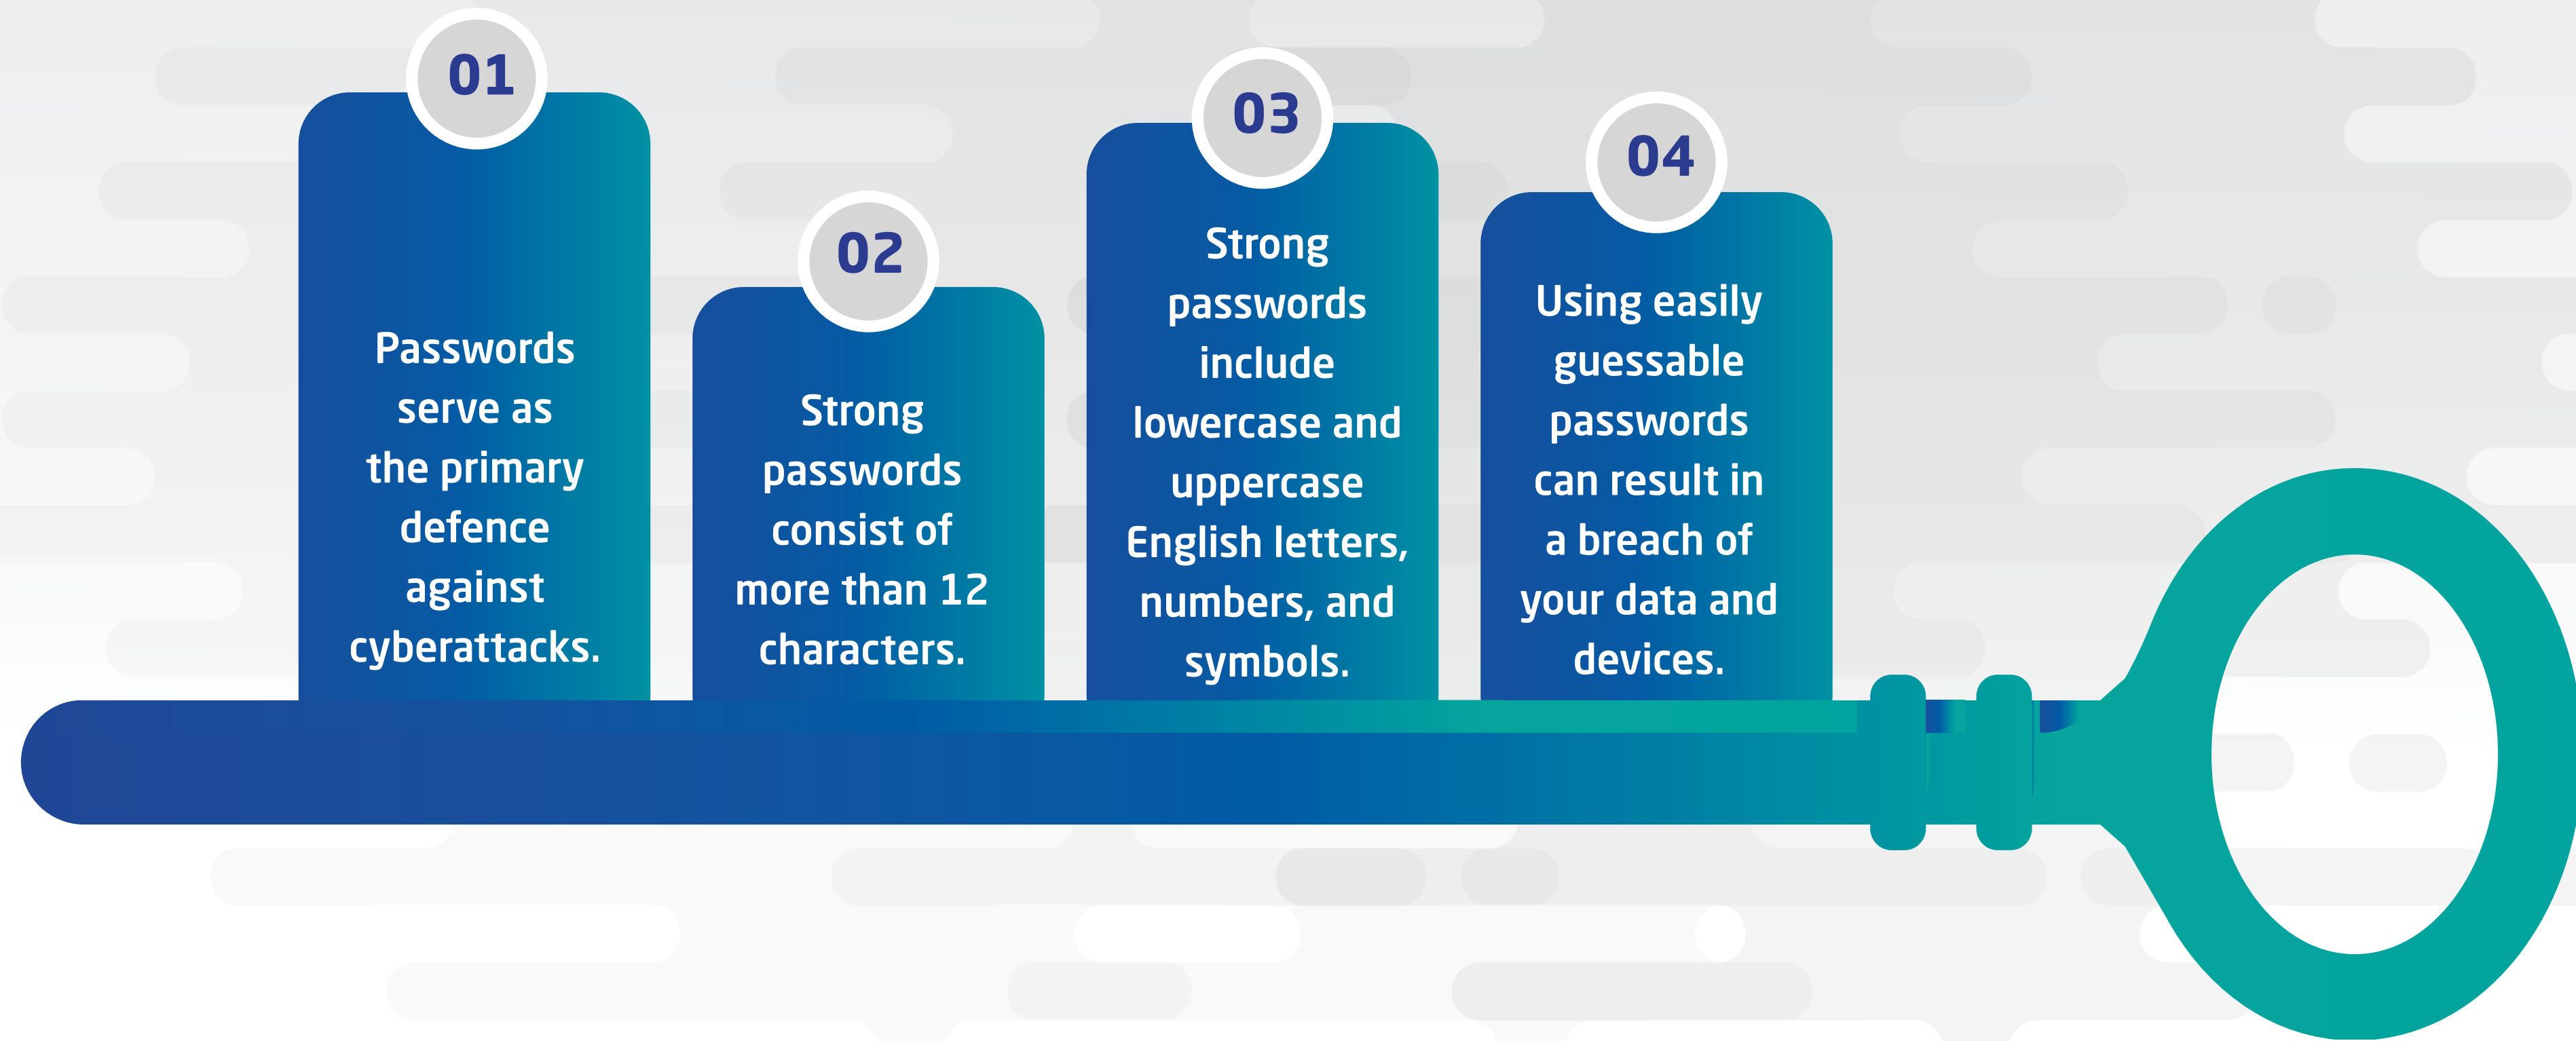 01
Passwords
serve as
the primary
defence
against
cyberattacks.
02
Strong
passwords
consist of
more than 12
characters.
03
Strong
passwords
include
lowercase and
uppercase
English letters,
numbers, and
symbols.
04
Using easily
guessable
passwords
can result in
a breach of
your data and
devices.